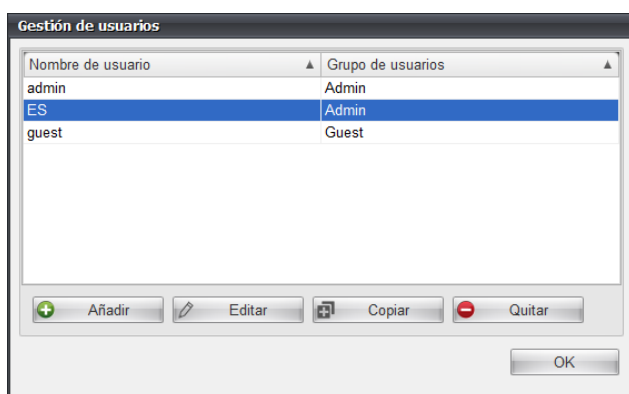 Gestión de usuarios
Nombre de usuario Grupo de usuarios
admin Admin
ES Admin
guest Guest
Añadir Editar Copiar Quitar
OK